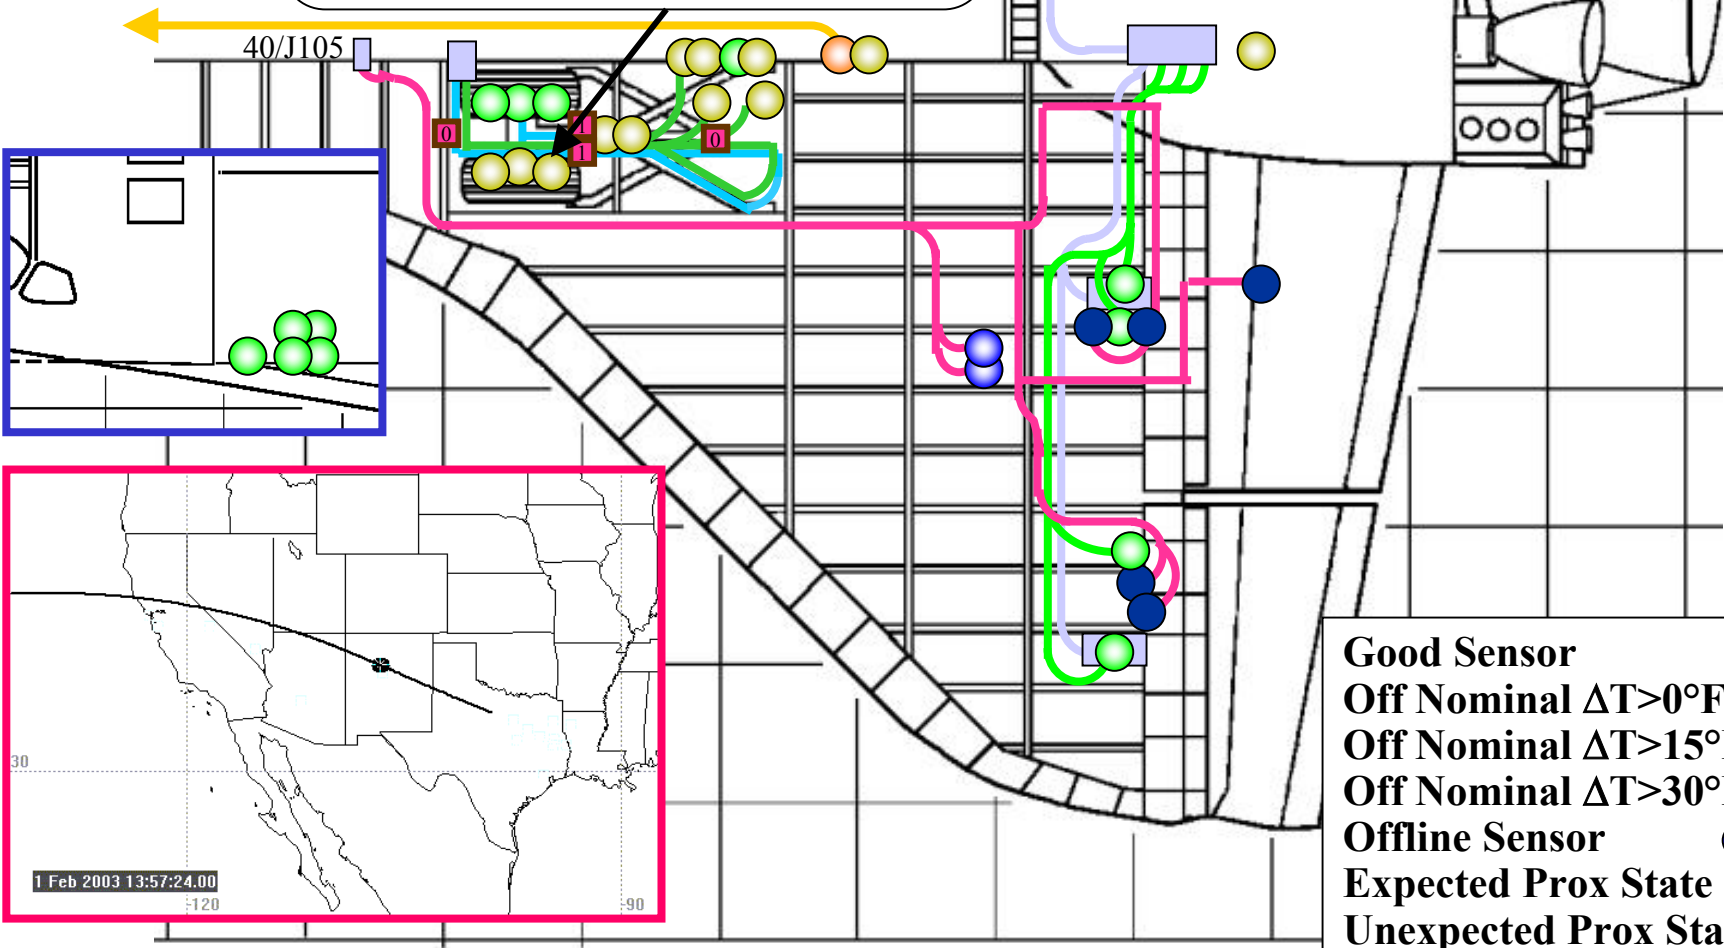 40/J105
0
1
1
0
30
1 Feb 2003 13:57:24.00
-120
-90
Good Sensor
Off Nominal ΔT>0°F
Off Nominal ΔT>15°
Off Nominal ΔT>30°
Offline Sensor
Expected Prox State
Unexpected Prox Sta